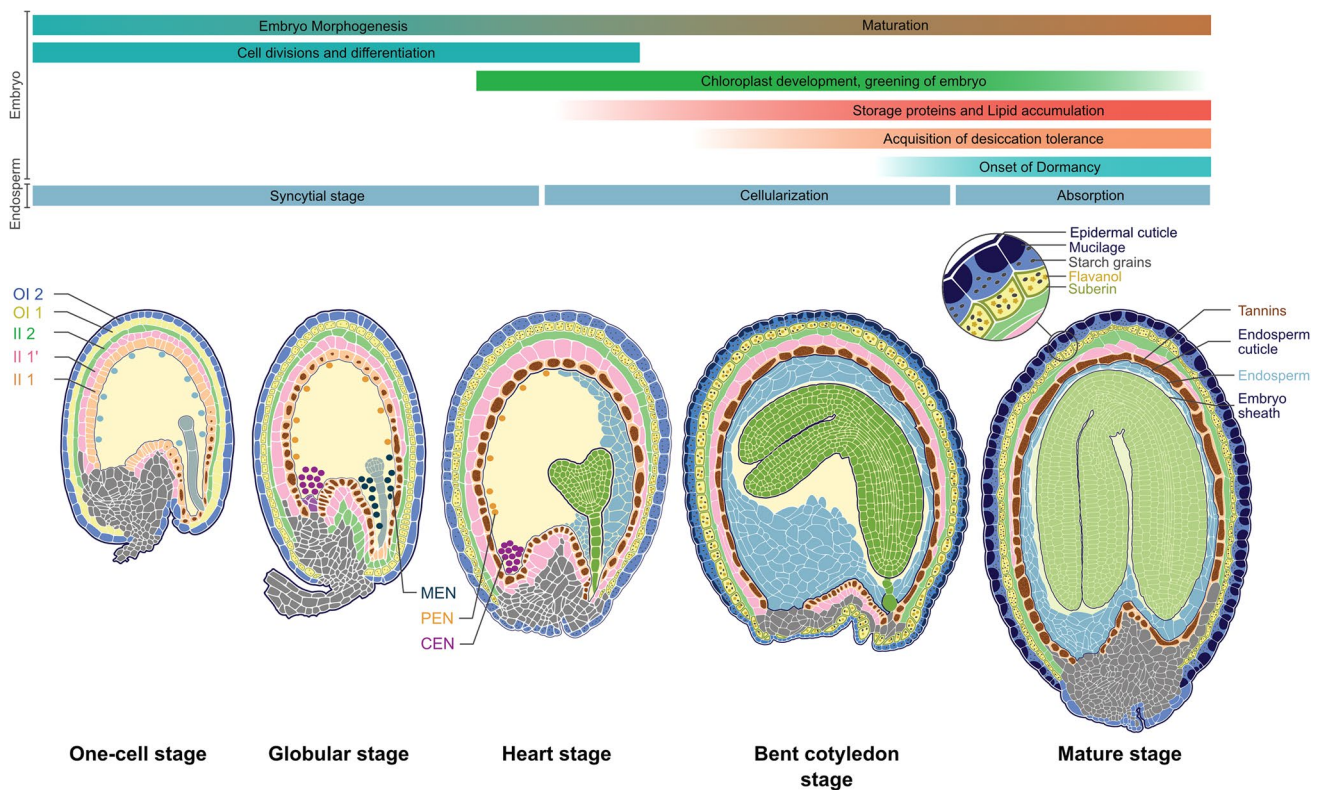 Embryo
Embryo Morphogenesis
Maturation
Cell divisions and differentiation
Chloroplast development, greening of embryo
Storage proteins and Lipid accumulation
Acquisition of desiccation tolerance
Onset of Dormancy
Endosperm
Syncytial stage
Cellularization
Absorption
Epidermal cuticle
Mucilage
Starch grains
Flavanol
Suberin
OI 2
OI 1
II 2
II 1'
II 1
Tannins
Endosperm
cuticle
Endosperm
Embryo
sheath
MEN
PEN
CEN
One-cell stage
Globular stage
Heart stage
Bent cotyledon
stage
Mature stage